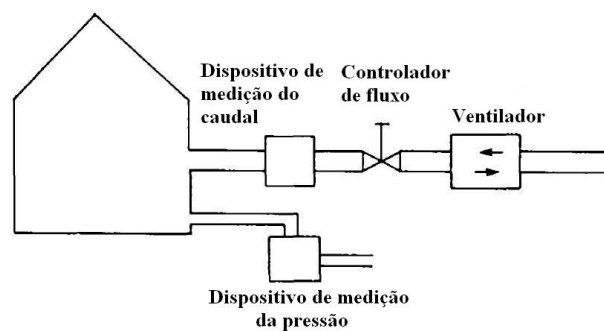 Dispositivo de
medição do
caudal
Controlador
de fluxo
Ventilador
Dispositivo de medição
da pressão